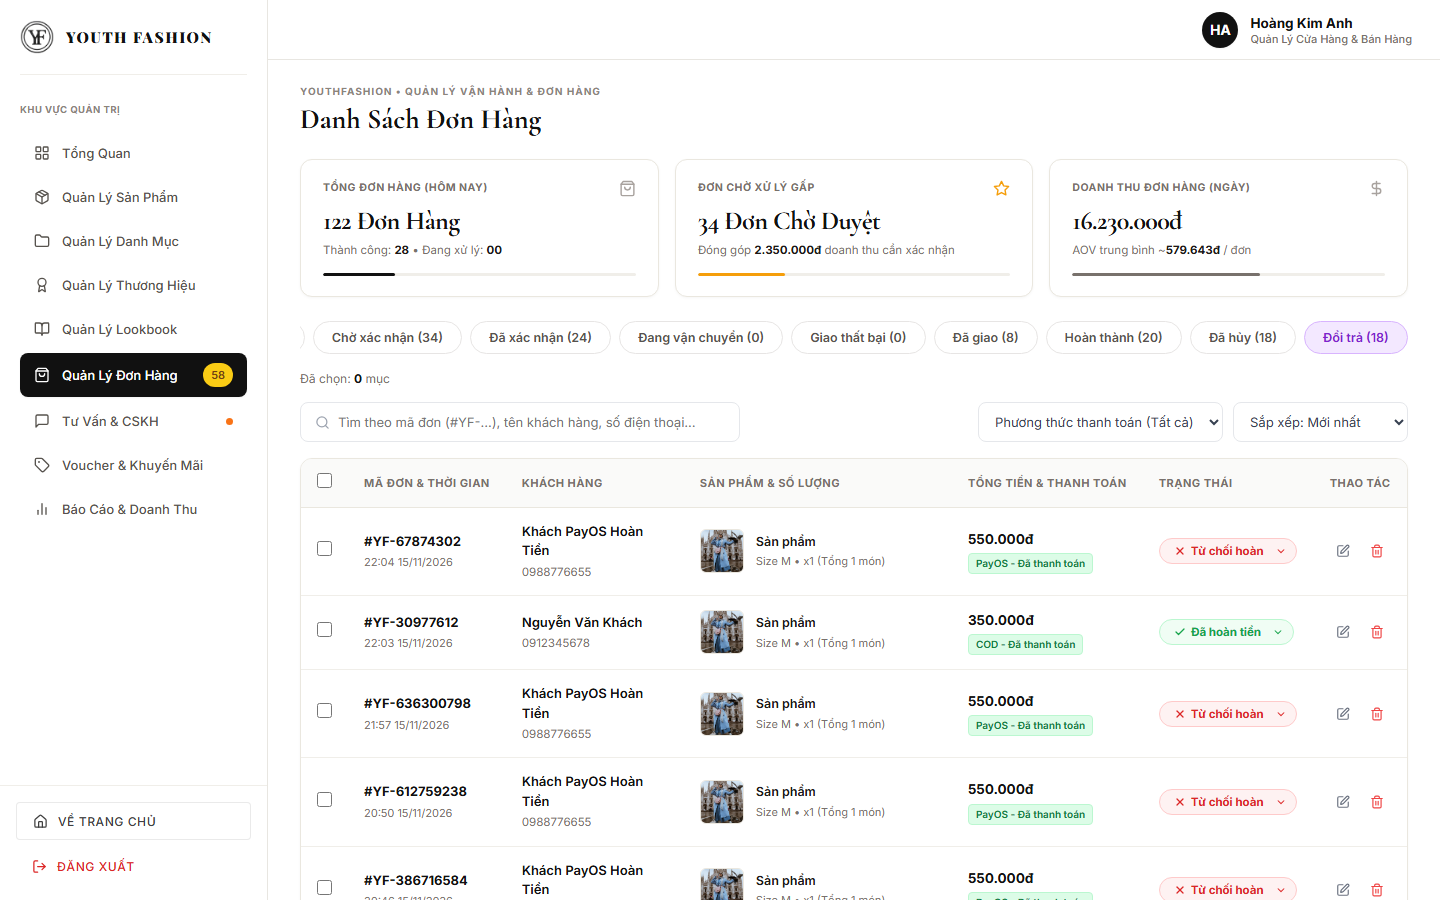 YF YOUTH FASHION
KHU VỰC QUẢN TRỊ
Tổng Quan
Quản Lý Sản Phẩm
Quản Lý Danh Mục
Quản Lý Thương Hiệu
Quản Lý Lookbook
Quản Lý Đơn Hàng 58
Tư Vấn & CSKH
Voucher & Khuyến Mãi
Báo Cáo & Doanh Thu
VỀ TRANG CHỦ
ĐĂNG XUẤT
HA
Hoàng Kim Anh
Quản Lý Cửa Hàng & Bán Hàng
YOUTHFASHION • QUẢN LÝ VẬN HÀNH & ĐƠN HÀNG
Danh Sách Đơn Hàng
TỔNG ĐƠN HÀNG (HÔM NAY)
122 Đơn Hàng
Thành công: 28 • Đang xử lý: 00
ĐƠN CHỜ XỬ LÝ GẤP
34 Đơn Chờ Duyệt
Đóng góp 2.350.000đ doanh thu cần xác nhận
DOANH THU ĐƠN HÀNG (NGÀY)
16.230.000đ
AOV trung bình ~579.643đ / đơn
Chờ xác nhận (34) Đã xác nhận (24) Đang vận chuyển (0) Giao thất bại (0) Đã giao (8) Hoàn thành (20) Đã hủy (18) Đổi trả (18)
Đã chọn: 0 mục
Tìm theo mã đơn (#YF-...), tên khách hàng, số điện thoại...
Phương thức thanh toán (Tất cả) Sắp xếp: Mới nhất
MÃ ĐƠN & THỜI GIAN KHÁCH HÀNG SẢN PHẨM & SỐ LƯỢNG TỔNG TIỀN & THANH TOÁN TRẠNG THÁI THAO TÁC
#YF-67874302
22:04 15/11/2026
Khách PayOS Hoàn
Tiền
0988776655
Sản phẩm
Size M • x1 (Tổng 1 món)
550.000đ
PayOS - Đã thanh toán
Từ chối hoàn
#YF-30977612
22:03 15/11/2026
Nguyễn Văn Khách
0912345678
Sản phẩm
Size M • x1 (Tổng 1 món)
350.000đ
COD - Đã thanh toán
Đã hoàn tiền
#YF-636300798
21:57 15/11/2026
Khách PayOS Hoàn
Tiền
0988776655
Sản phẩm
Size M • x1 (Tổng 1 món)
550.000đ
PayOS - Đã thanh toán
Từ chối hoàn
#YF-612759238
20:50 15/11/2026
Khách PayOS Hoàn
Tiền
0988776655
Sản phẩm
Size M • x1 (Tổng 1 món)
550.000đ
PayOS - Đã thanh toán
Từ chối hoàn
#YF-386716584
Khách PayOS Hoàn
Tiền
Sản phẩm
550.000đ
Từ chối hoàn